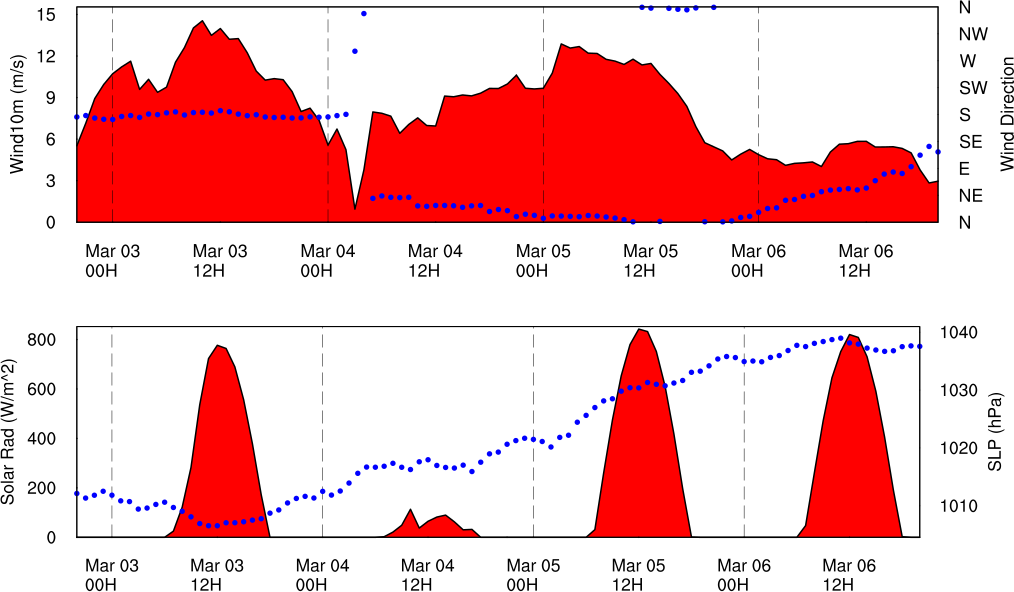 Wind10m (m/s)
15
12
9
6
3
0
N
NW
W
SW
S
SE
E
NE
N
Wind Direction
Mar 03 Mar 03 Mar 04 Mar 04 Mar 05 Mar 05 Mar 06 Mar 06
00H 12H 00H 12H 00H 12H 00H 12H
Solar Rad (W/m^2)
800
600
400
200
0
1040
1030
1020
1010
SLP (hPa)
Mar 03 Mar 03 Mar 04 Mar 04 Mar 05 Mar 05 Mar 06 Mar 06
00H 12H 00H 12H 00H 12H 00H 12H